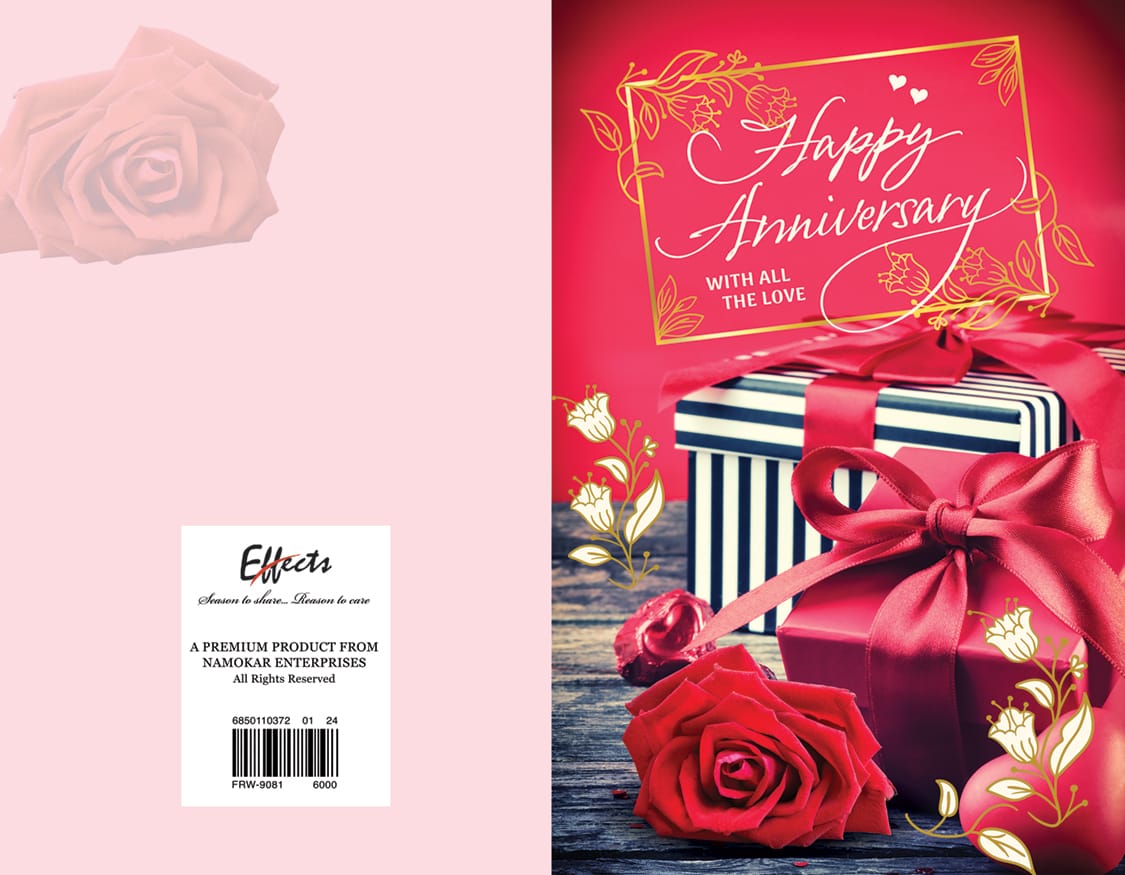 Effects
Season to share... Reason to care
A PREMIUM PRODUCT FROM
NAMOKAR ENTERPRISES
All Rights Reserved
6850110372 01 24
FRW-9081 6000
Happy
Anniversary
WITH ALL
THE LOVE